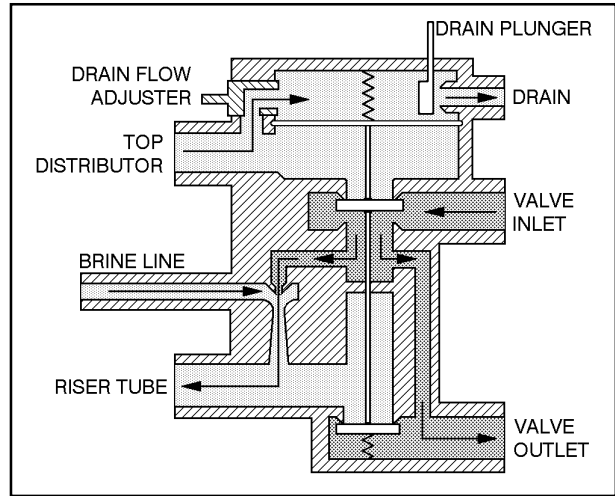 DRAIN PLUNGER
DRAIN FLOW
ADJUSTER
DRAIN
TOP
DISTRIBUTOR
VALVE
INLET
BRINE LINE
RISER TUBE
VALVE
OUTLET